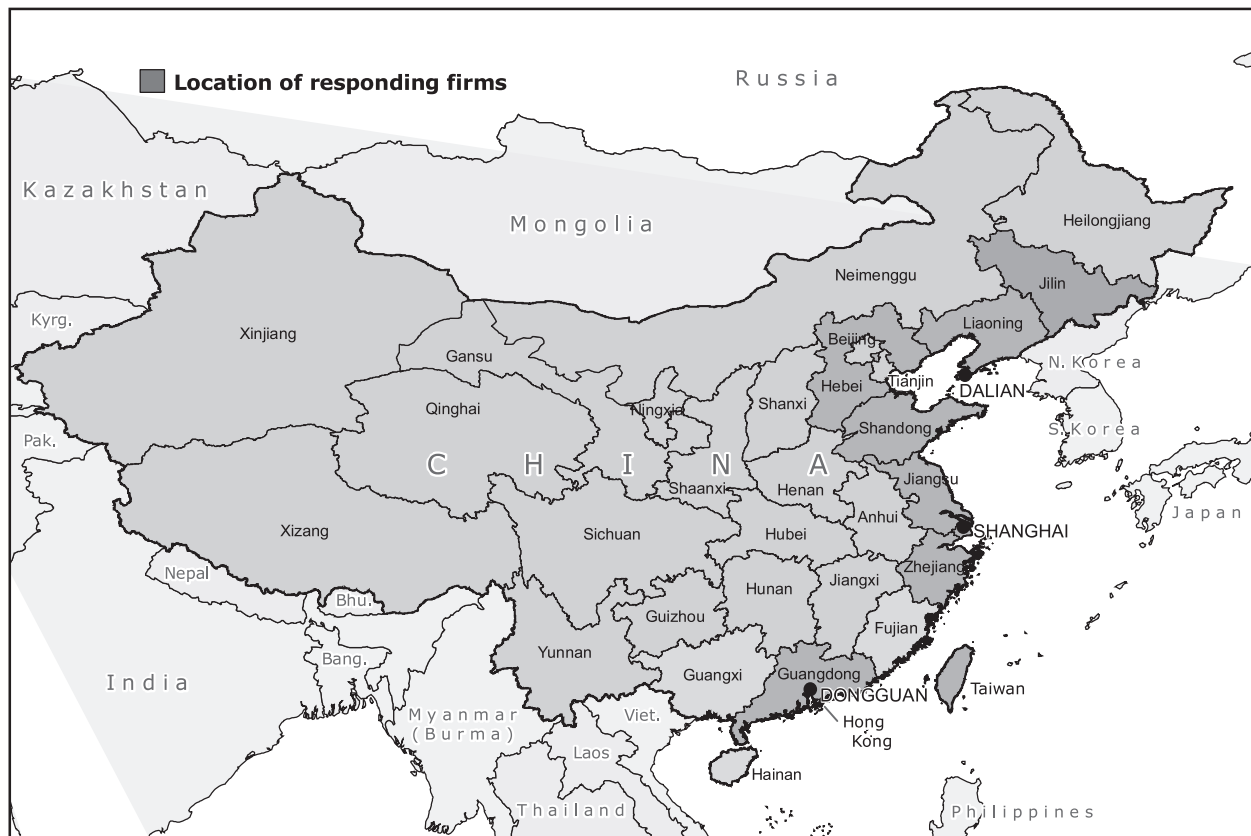 Location of responding firms
Russia
Kazakhstan
Mongolia
Heilongjiang
Neimenggu
Jilin
Kyrg.
Xinjiang
Liaoning
Beijing
Gansu
N. Korea
Hebei
Tianjin
DALIAN
Qinghai
Ningxia
Shanxi
Shandong
S. Korea
Pak.
CHINA
Jiangsu
Shaanxi
Henan
Anhui
Japan
Xizang
Sichuan
Hubei
SHANGHAI
Zhejiang
Nepal
Jiangxi
Hunan
Bhu.
Guizhou
Fujian
Yunnan
Bang.
Guangxi
Guangdong
India
DONGGUAN
Taiwan
Myanmar
(Burma)
Viet.
Hong
Kong
Laos
Hainan
Thailand
Philippines